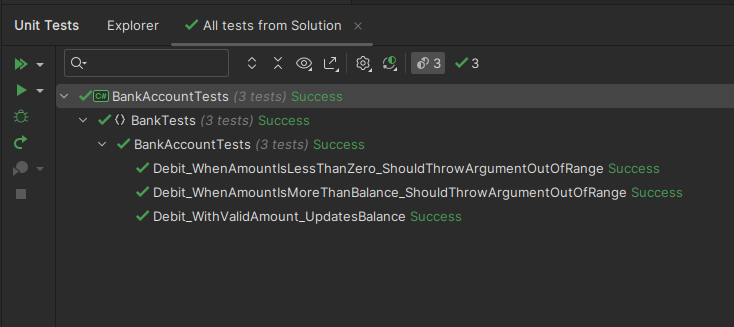 Unit Tests Explorer All tests from Solution
3 3
C# BankAccountTests (3 tests) Success
BankTests (3 tests) Success
BankAccountTests (3 tests) Success
Debit_WhenAmountIsLessThanZero_ShouldThrowArgumentOutOfRange Success
Debit_WhenAmountIsMoreThanBalance_ShouldThrowArgumentOutOfRange Success
Debit_WithValidAmount_UpdatesBalance Success